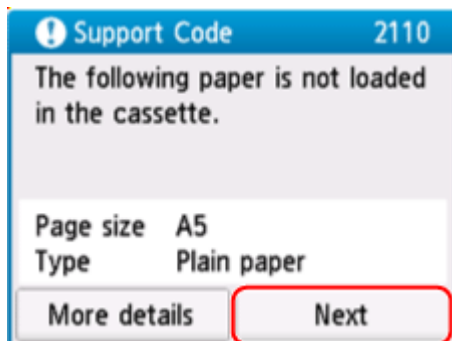 Support Code 2110
The following paper is not loaded
in the cassette.
Page size A5
Type Plain paper
More details Next